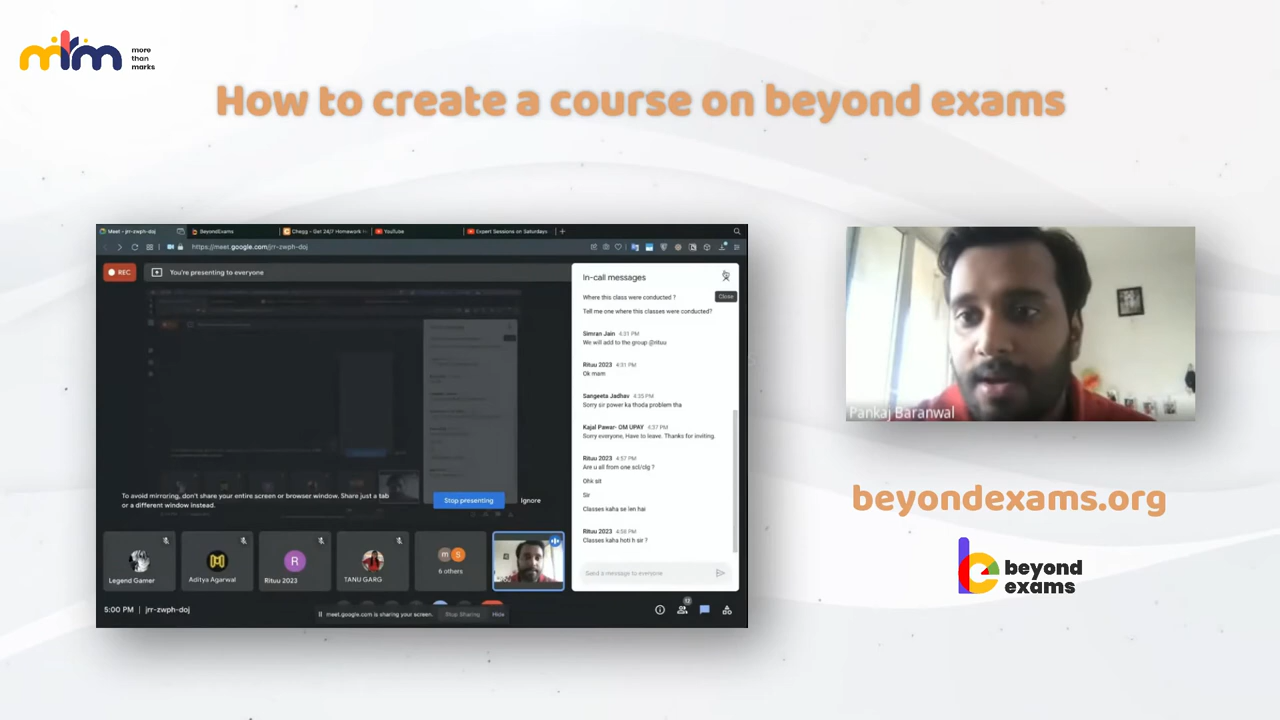 more
than
marks
How to create a course on beyond exams
Meet - jrr-zwph-doj
BeyondExams
Chegg - Get 24/7 Homework H
YouTube
Expert Sessions on Saturdays
https://meet.google.com/jrr-zwph-doj
REC
You're presenting to everyone
In-call messages
Close
Where this class were conducted ?
Tell me one where this classes were conducted?
Simran Jain 4:31 PM
We will add to the group @rituu
Rituu 2023 4:31 PM
Ok mam
Sangeeta Jadhav 4:35 PM
Sorry sir power ka thoda problem tha
Kajal Pawar- OM UPAY 4:37 PM
Sorry everyone, Have to leave. Thanks for inviting.
Rituu 2023 4:57 PM
Are u all from one scl/clg ?
Ohk sit
Sir
Classes kaha se len hai
Rituu 2023 4:58 PM
Classes kaha hoti h sir ?
Send a message to everyone
To avoid mirroring, don't share your entire screen or browser window. Share just a tab
or a different window instead.
Stop presenting
Ignore
Legend Gamer
Aditya Agarwal
R
Rituu 2023
TANU GARG
m S
6 others
5:00 PM | jrr-zwph-doj
meet.google.com is sharing your screen.
Stop Sharing
Hide
Pankaj Baranwal
beyondexams.org
beyond
exams